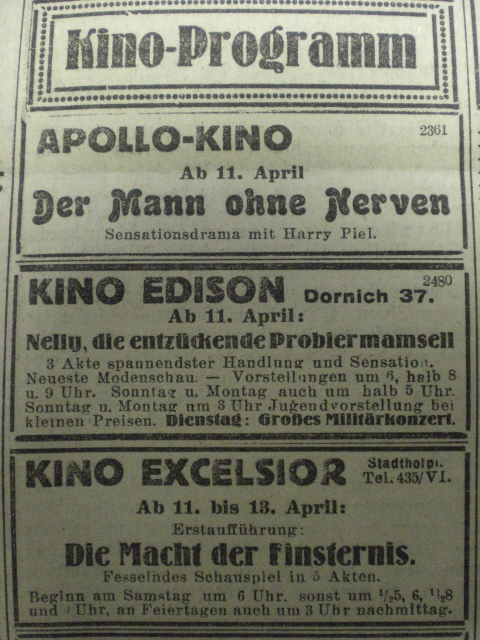 Kino-Programm
APOLLO-KINO 2361
Ab 11. April
Der Mann ohne Nerven
Sensationsdrama mit Harry Piel.
KINO EDISON Dornich 37. 2480
Ab 11. April:
Nelly, die entzückende Probiermamsell
3 Akte spannendster Handlung und Sensation.
Neueste Modenschau. — Vorstellungen um 6, halb 8
u. 9 Uhr. Sonntag u. Montag auch um halb 5 Uhr.
Sonntag u. Montag um 3 Uhr Jugendvorstellung bei
kleinen Preisen. Dienstag: Großes Militärkonzert.
KINO EXCELSIOR Stadtholpl.
Tel. 435/VI.
Ab 11. bis 13. April:
Erstaufführung:
Die Macht der Finsternis.
Fesselndes Schauspiel in 5 Akten.
Beginn am Samstag um 6 Uhr. sonst um ½5, 6, ½8
und Uhr, an Feiertagen auch um 3 Uhr nachmittag.